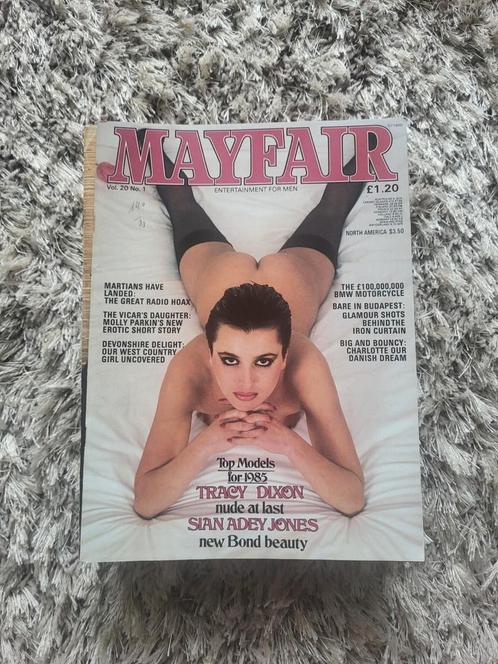 MAYFAIR
Vol. 20 No. 1
ENTERTAINMENT FOR MEN
£1.20
NORTH AMERICA $3.50
MARTIANS HAVE
LANDED:
THE GREAT RADIO HOAX
THE VICAR'S DAUGHTER:
MOLLY PARKIN'S NEW
EROTIC SHORT STORY
DEVONSHIRE DELIGHT:
OUR WEST COUNTRY
GIRL UNCOVERED
THE £100,000,000
BMW MOTORCYCLE
BARE IN BUDAPEST:
GLAMOUR SHOTS
BEHIND THE
IRON CURTAIN
BIG AND BOUNCY:
CHARLOTTE OUR
DANISH DREAM
Top Models
for 1985
TRACY DIXON
nude at last
SIAN ADEY JONES
new Bond beauty